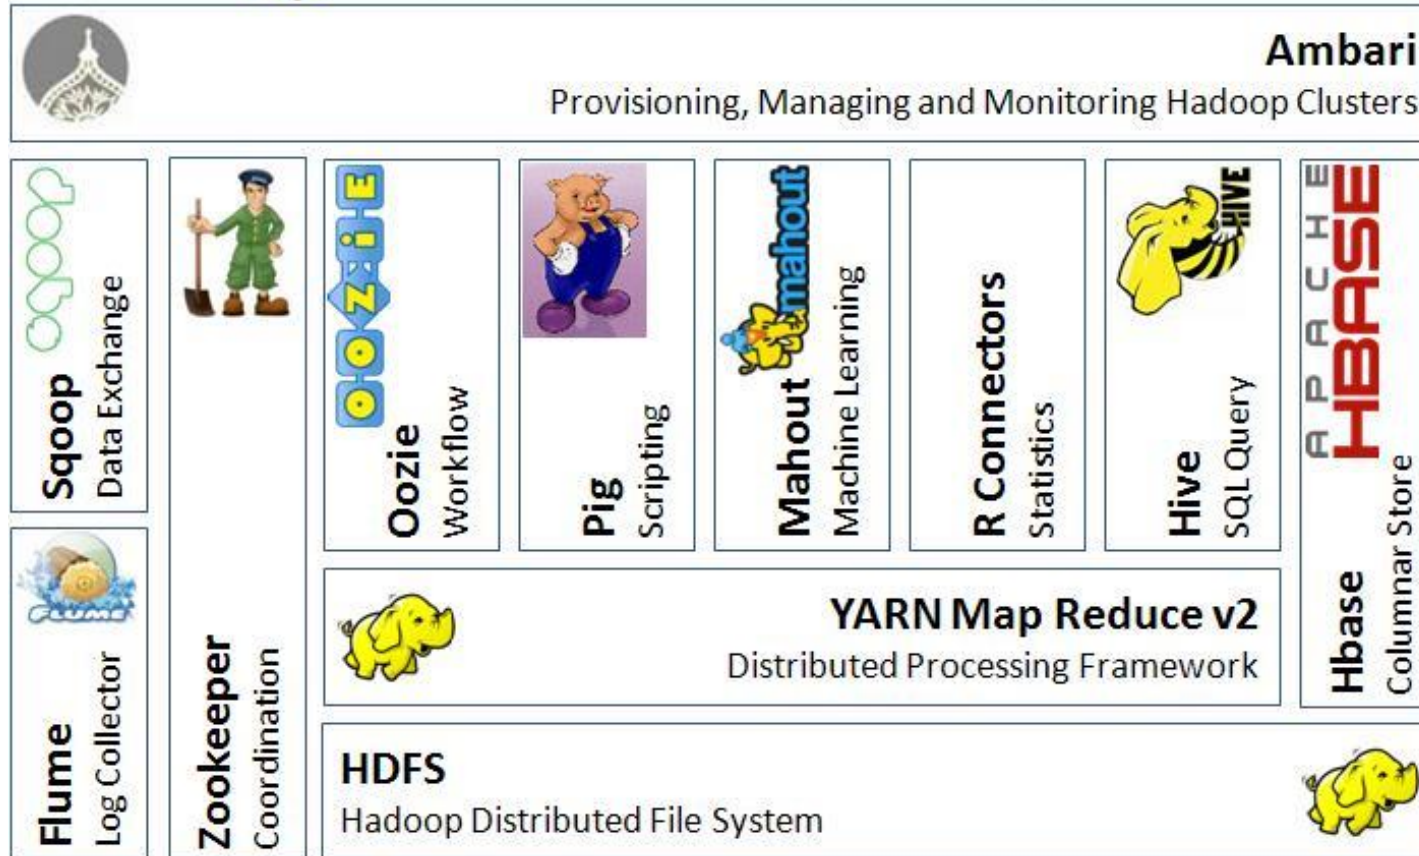 Ambari
Provisioning, Managing and Monitoring Hadoop Clusters
sqoop
Sqoop
Data Exchange
FLUME
Flume
Log Collector
Zookeeper
Coordination
OOZIE
Oozie
Workflow
Pig
Scripting
mahout
Mahout
Machine Learning
R Connectors
Statistics
HIVE
Hive
SQL Query
APACHE
HBASE
Hbase
Columnar Store
YARN Map Reduce v2
Distributed Processing Framework
HDFS
Hadoop Distributed File System